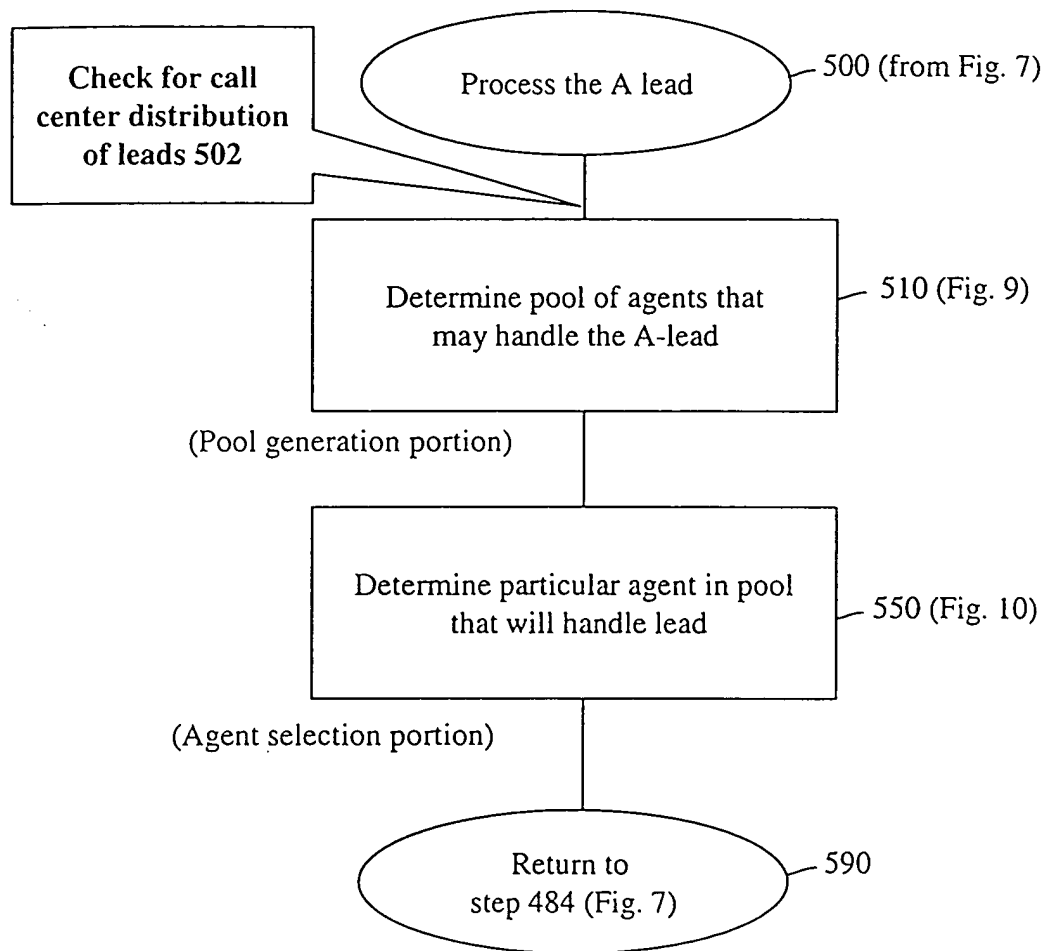 Check for call
center distribution
of leads 502
Process the A lead
500 (from Fig. 7)
Determine pool of agents that
may handle the A-lead
510 (Fig. 9)
(Pool generation portion)
Determine particular agent in pool
that will handle lead
550 (Fig. 10)
(Agent selection portion)
Return to
step 484 (Fig. 7)
590